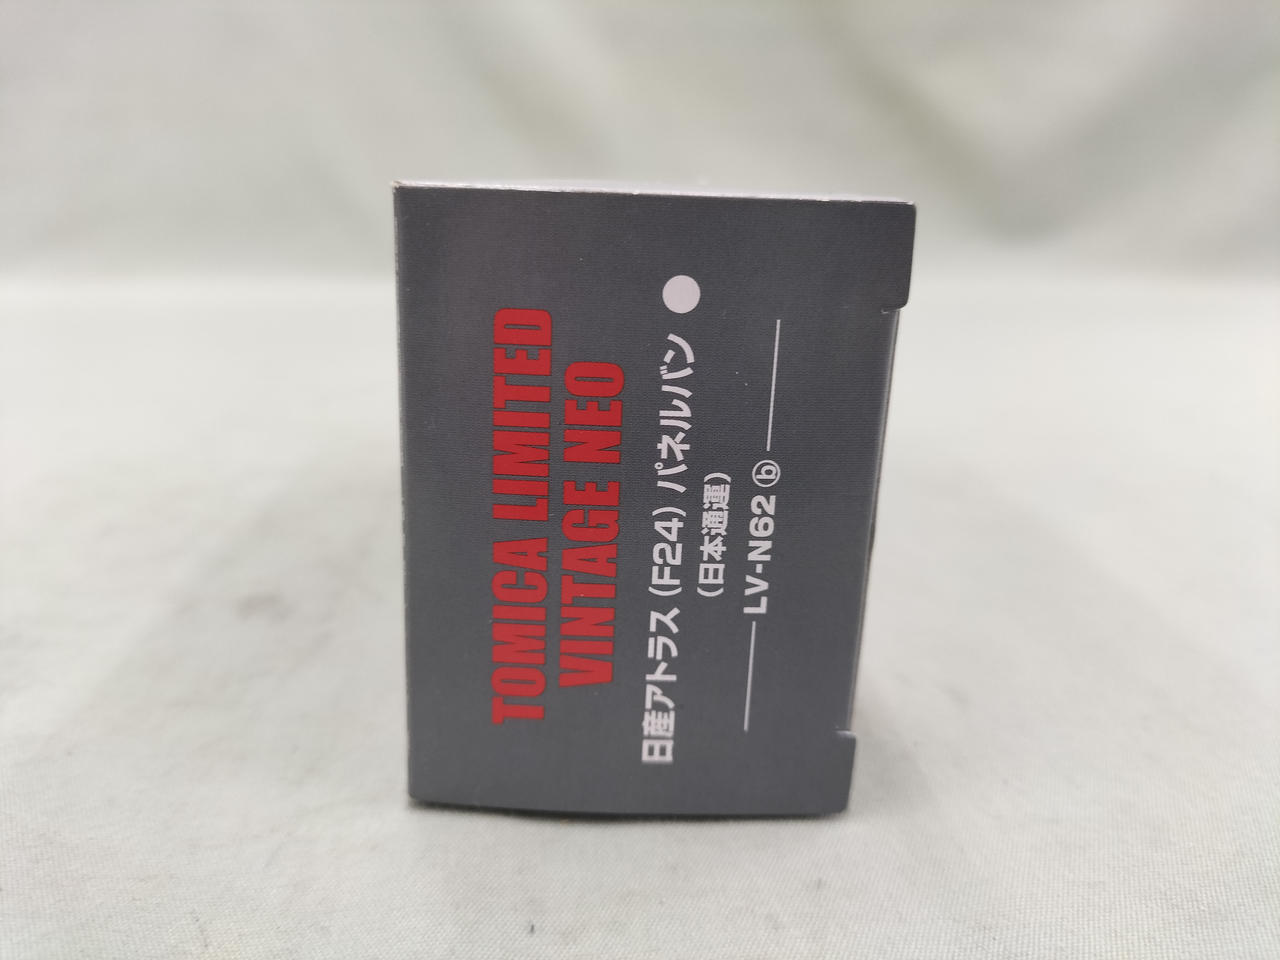 TOMICA LIMITED
VINTAGE NEO
日産アトラス(F24) パネルバン
(日本通運)
LV-N62 ⓑ